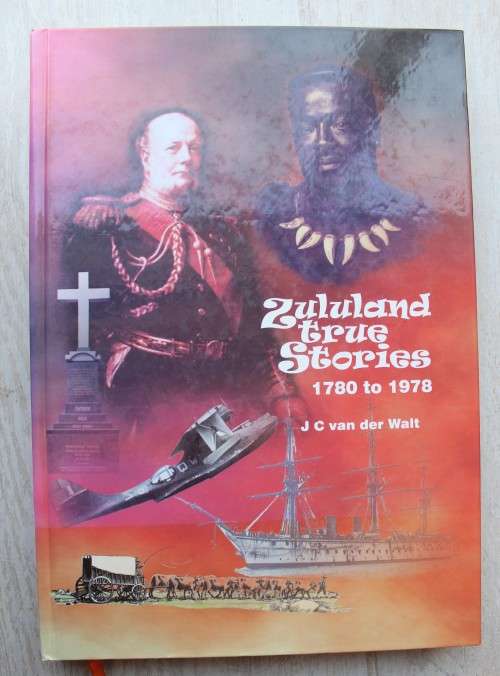 Zululand
true
Stories
1780 to 1978
J C van der Walt